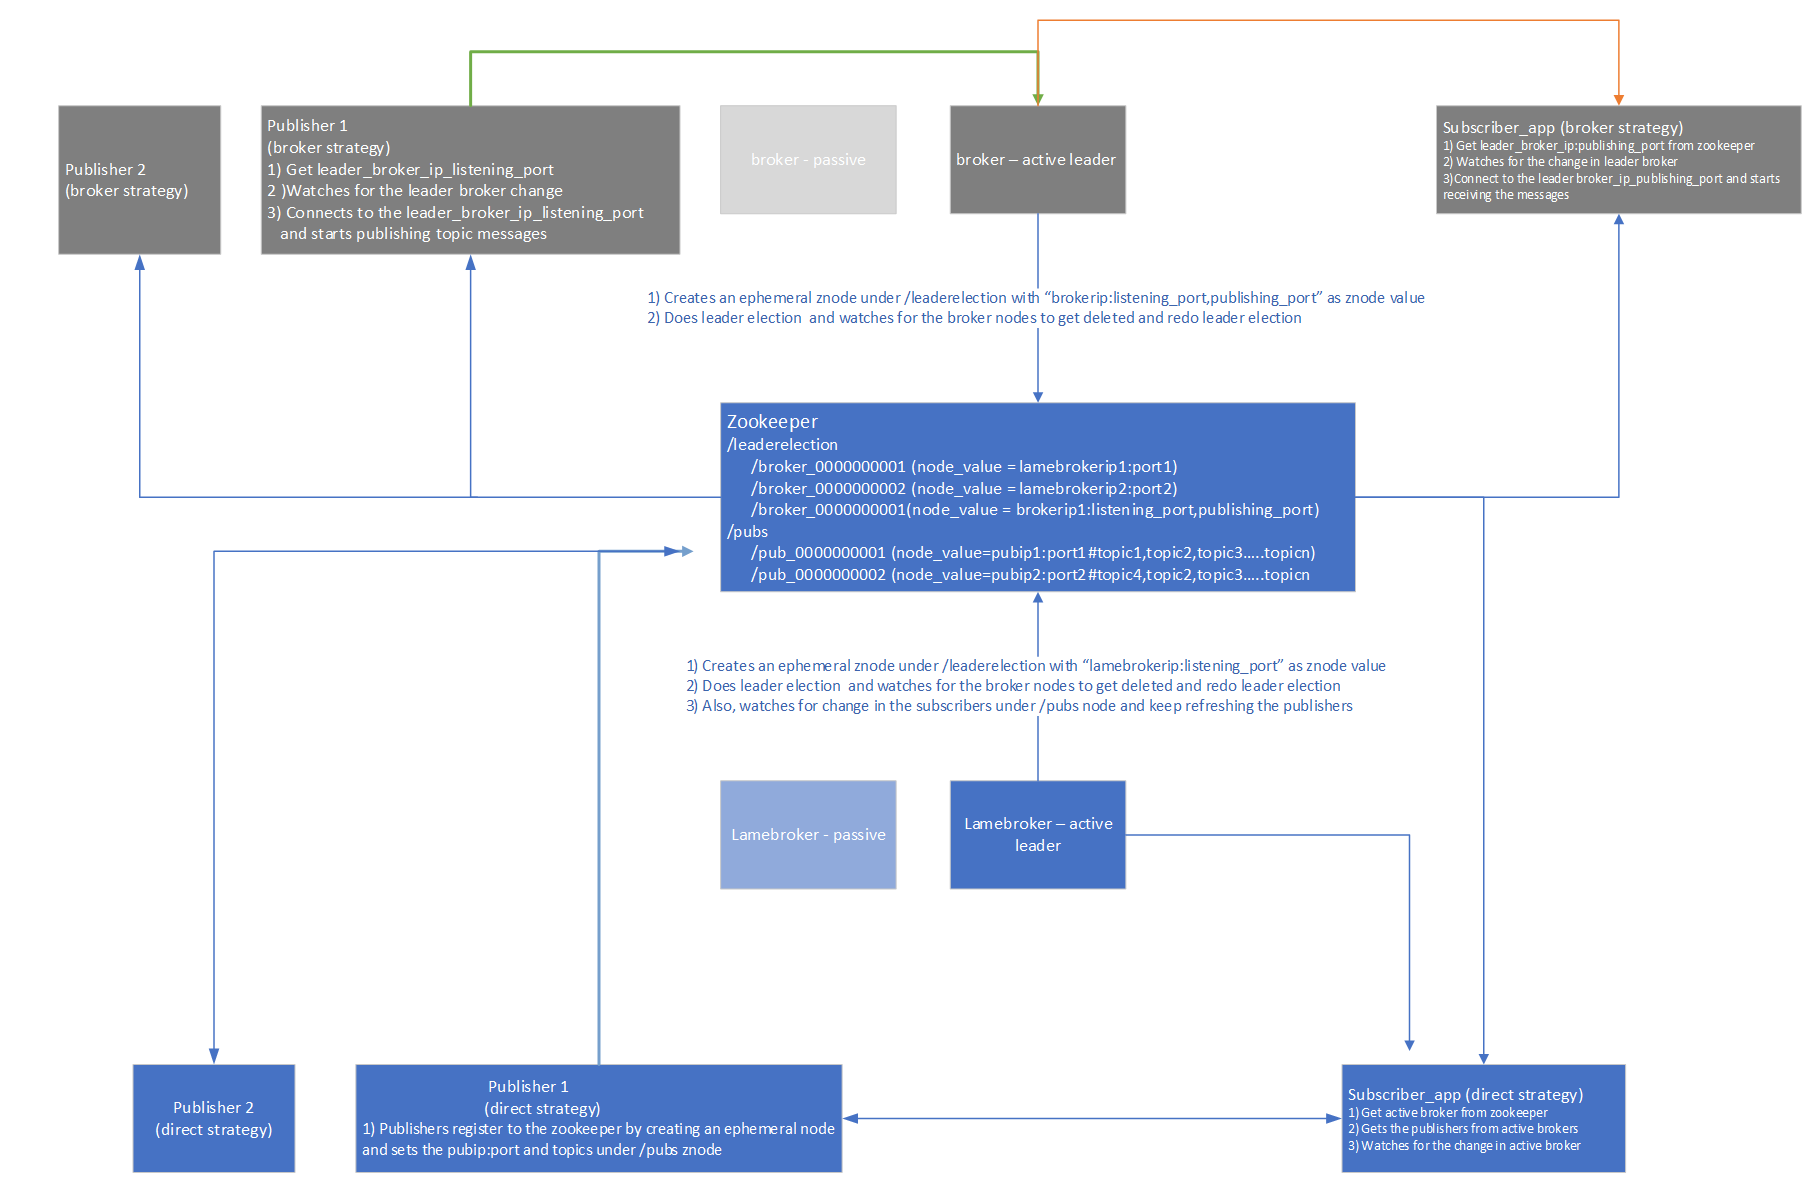 Publisher 2
(broker strategy)
Publisher 1
(broker strategy)
1) Get leader_broker_ip_listening_port
2 )Watches for the leader broker change
3) Connects to the leader_broker_ip_listening_port
and starts publishing topic messages
broker - passive
broker – active leader
Subscriber_app (broker strategy)
1) Get leader_broker_ip:publishing_port from zookeeper
2) Watches for the change in leader broker
3)Connect to the leader broker_ip_publishing_port and starts
receiving the messages
1) Creates an ephemeral znode under /leaderelection with “brokerip:listening_port,publishing_port” as znode value
2) Does leader election  and watches for the broker nodes to get deleted and redo leader election
Zookeeper
/leaderelection
/broker_0000000001 (node_value = lamebrokerip1:port1)
/broker_0000000002 (node_value = lamebrokerip2:port2)
/broker_0000000001(node_value = brokerip1:listening_port,publishing_port)
/pubs
/pub_0000000001 (node_value=pubip1:port1#topic1,topic2,topic3…..topicn)
/pub_0000000002 (node_value=pubip2:port2#topic4,topic2,topic3…..topicn
1) Creates an ephemeral znode under /leaderelection with “lamebrokerip:listening_port” as znode value
2) Does leader election  and watches for the broker nodes to get deleted and redo leader election
3) Also, watches for change in the subscribers under /pubs node and keep refreshing the publishers
Lamebroker - passive
Lamebroker – active
leader
Publisher 2
(direct strategy)
Publisher 1
(direct strategy)
1) Publishers register to the zookeeper by creating an ephemeral node
and sets the pubip:port and topics under /pubs znode
Subscriber_app (direct strategy)
1) Get active broker from zookeeper
2) Gets the publishers from active brokers
3) Watches for the change in active broker